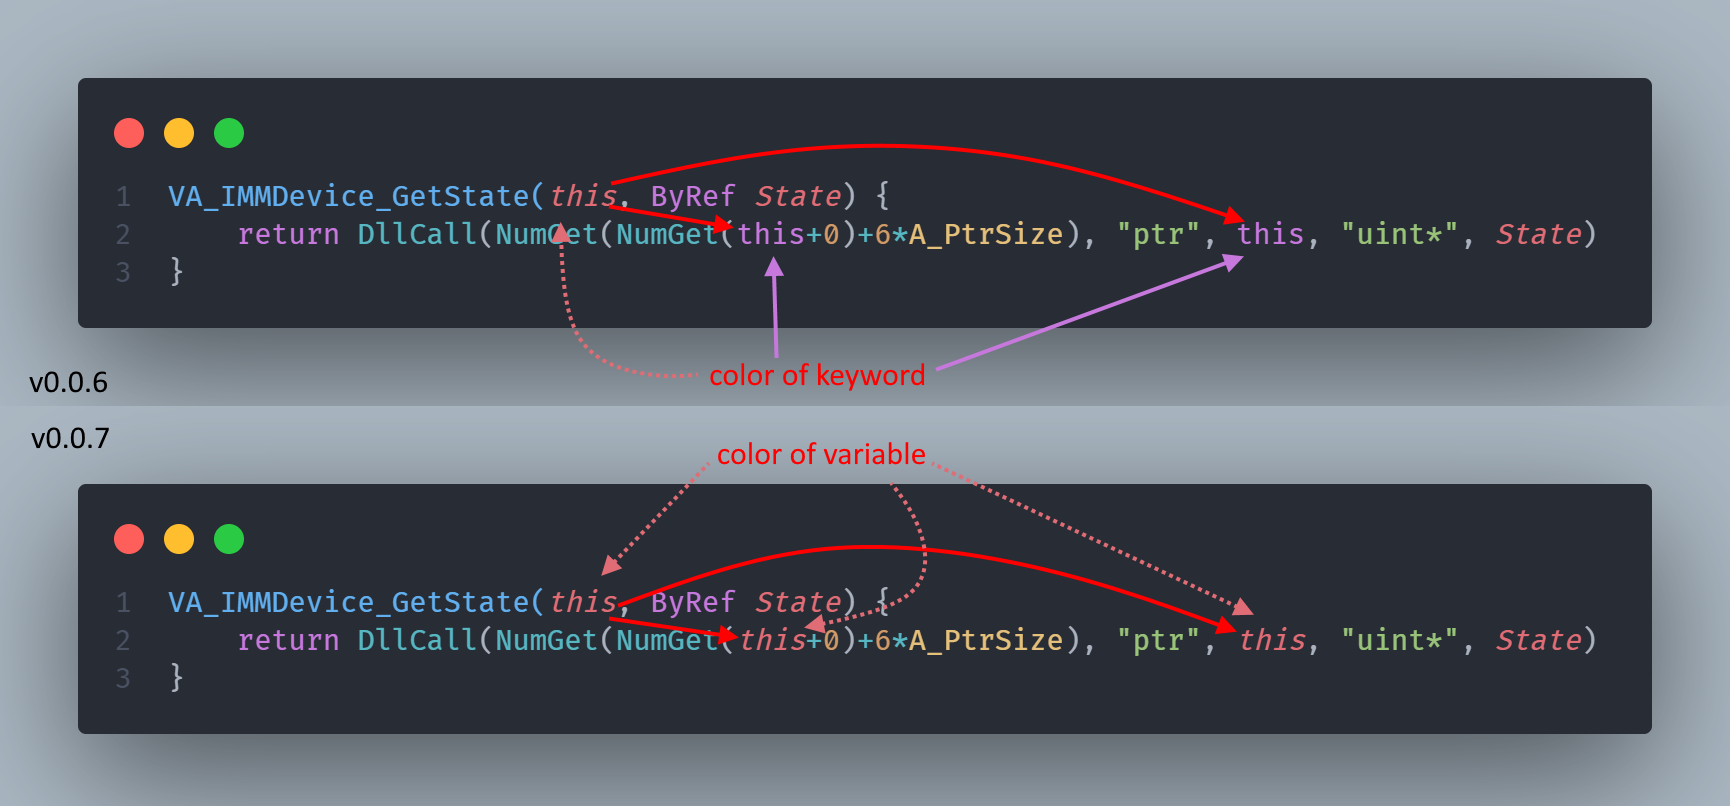 1 VA_IMMDevice_GetState(this, ByRef State) {
2 return DllCall(NumGet(NumGet(this+0)+6*A_PtrSize), "ptr", this, "uint*", State)
3 }
color of keyword
v0.0.6
v0.0.7
color of variable
1 VA_IMMDevice_GetState(this, ByRef State) {
2 return DllCall(NumGet(NumGet(this+0)+6*A_PtrSize), "ptr", this, "uint*", State)
3 }